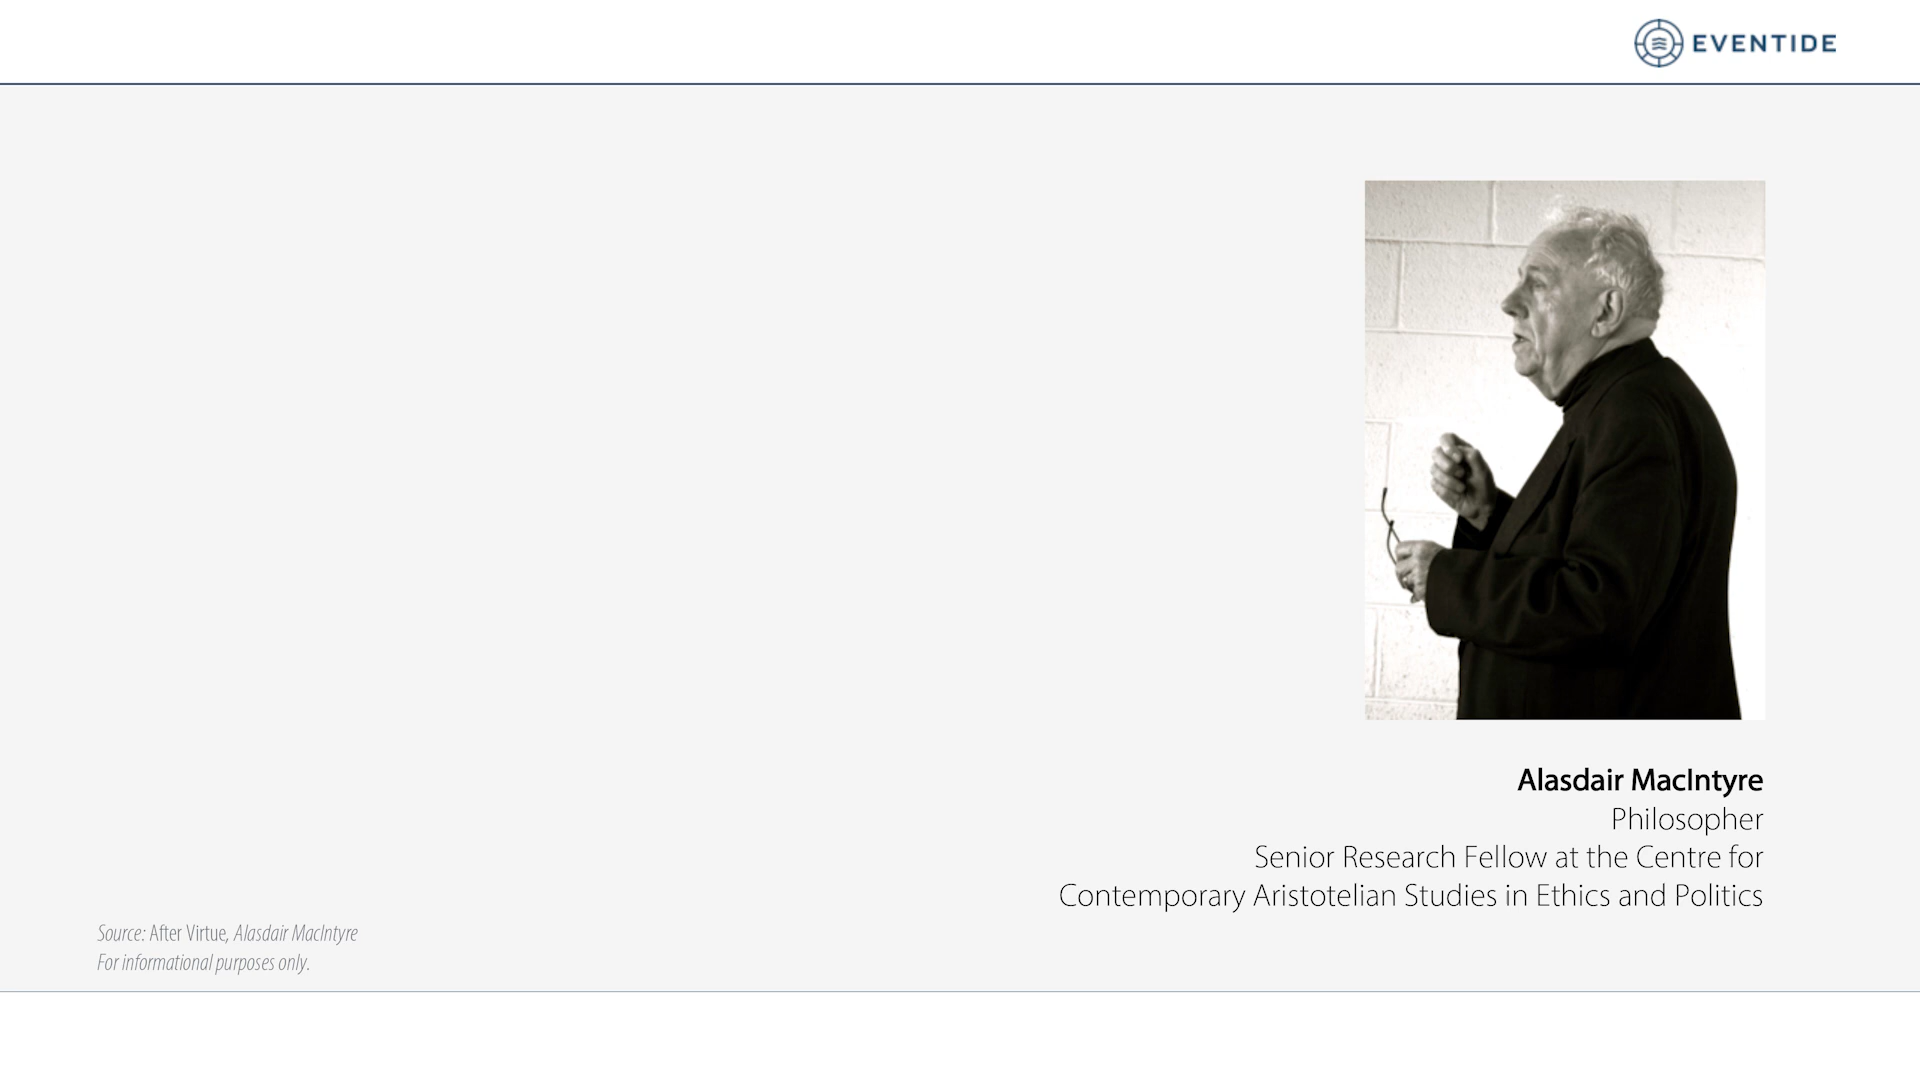 EVENTIDE
Alasdair MacIntyre
Philosopher
Senior Research Fellow at the Centre for
Contemporary Aristotelian Studies in Ethics and Politics
Source: After Virtue, Alasdair MacIntyre
For informational purposes only.